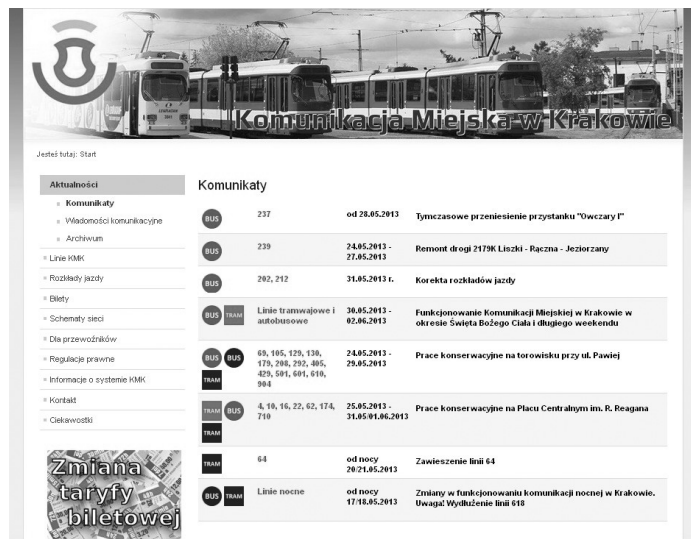 Komunikacja Miejska w Krakowie
Jesteś tutaj: Start
Aktualności
Komunikaty
Wiadomości komunikacyjne
Archiwum
Linie KMK
Rozkłady jazdy
Bilety
Schematy sieci
Dla przewoźników
Regulacje prawne
Informacje o systemie KMK
Kontakt
Ciekawostki
Zmiana
taryfy
biletowej
Komunikaty
BUS 237 od 28.05.2013 Tymczasowe przeniesienie przystanku "Owczary I"
BUS 239 24.05.2013 - Remont drogi 2179K Liszki - Rączna - Jeziorzany
27.05.2013
BUS 202, 212 31.05.2013 r. Korekta rozkładów jazdy
BUS TRAM Linie tramwajowe i 30.05.2013 - Funkcjonowanie Komunikacji Miejskiej w Krakowie w
autobusowe 02.06.2013 okresie Święta Bożego Ciała i długiego weekendu
BUS BUS 69, 105, 129, 130, 24.05.2013 - Prace konserwacyjne na torowisku przy ul. Pawiej
179, 208, 292, 405, 29.05.2013
TRAM 429, 501, 601, 610,
904
TRAM BUS 4, 10, 16, 22, 62, 174, 25.05.2013 - Prace konserwacyjne na Placu Centralnym im. R. Reagana
710 31.05/01.06.2013
TRAM
TRAM 64 od nocy Zawieszenie linii 64
20/21.05.2013
BUS TRAM Linie nocne od nocy Zmiany w funkcjonowaniu komunikacji nocnej w Krakowie.
17/18.05.2013 Uwaga! Wydłużenie linii 618